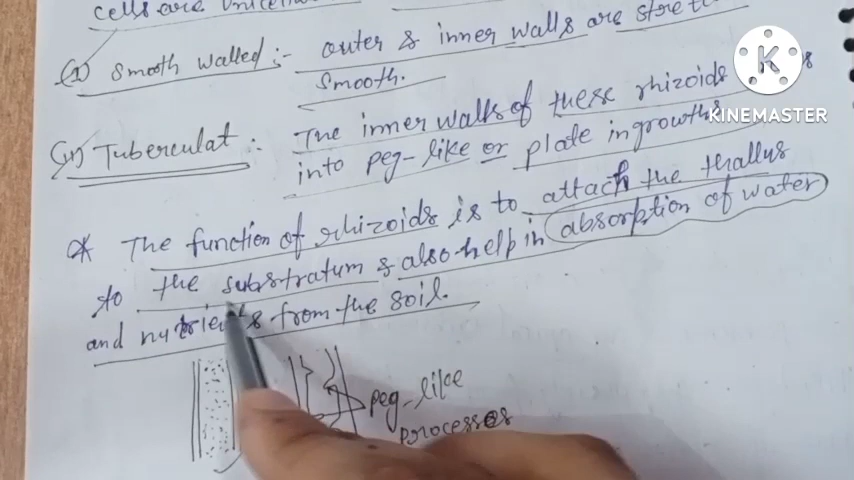 cells are
(i) Smooth walled :- outer & inner walls are
smooth.
(ii) Tuberculat :- The inner walls of these rhizoids
into peg-like or plate ingrowths
* The function of rhizoids is to attach the thallus
to the substratum & also help in absorption of water
and nutrients from the soil.
peg-like
processes
KINEMASTER